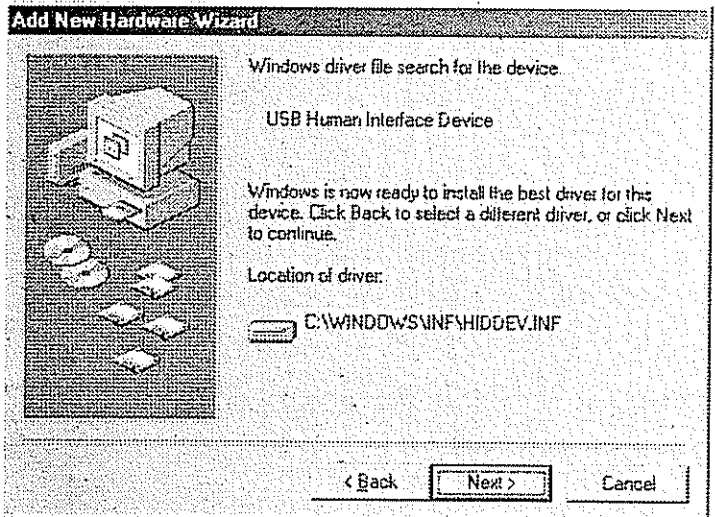 Add New Hardware Wizard
Windows driver file search for the device
USB Human Interface Device
Windows is now ready to install the best driver for this
device. Click Back to select a different driver, or click Next
to continue.
Location of driver:
C:\WINDOWS\INF\HIDDEV.INF
< Back
Next >
Cancel